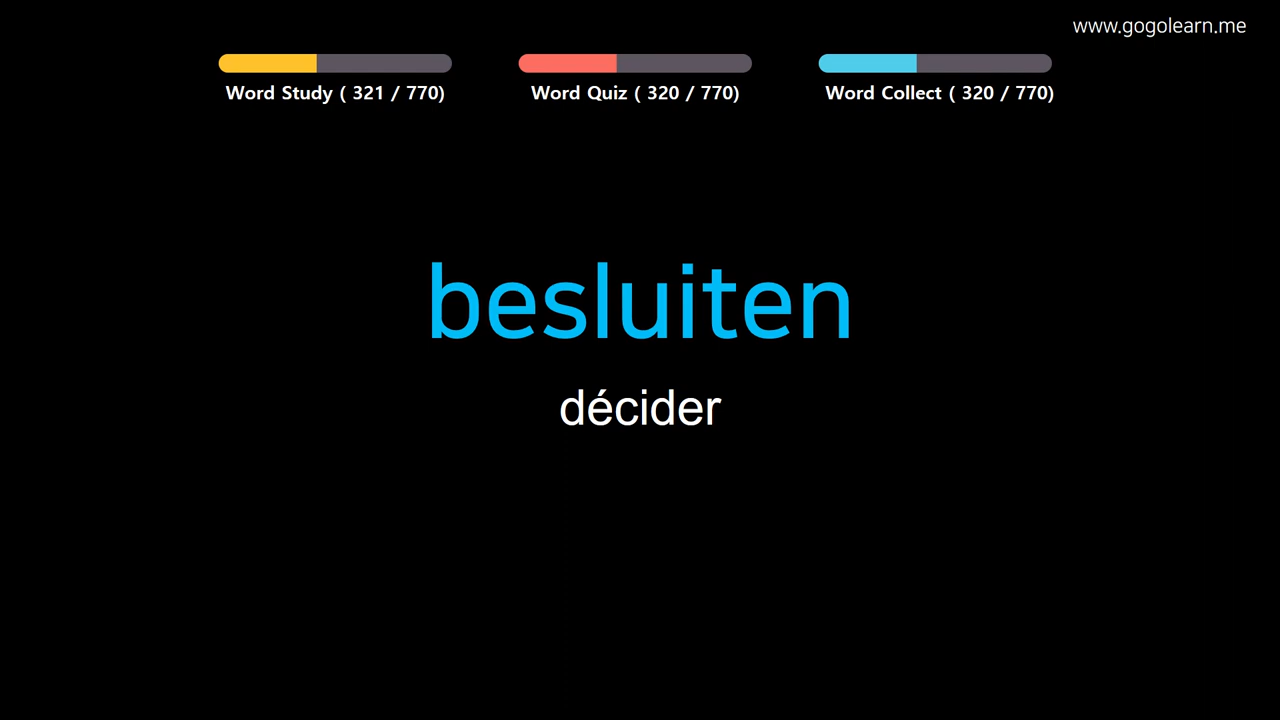 www.gogolearn.me
Word Study ( 321 / 770)
Word Quiz ( 320 / 770)
Word Collect ( 320 / 770)
besluiten
décider